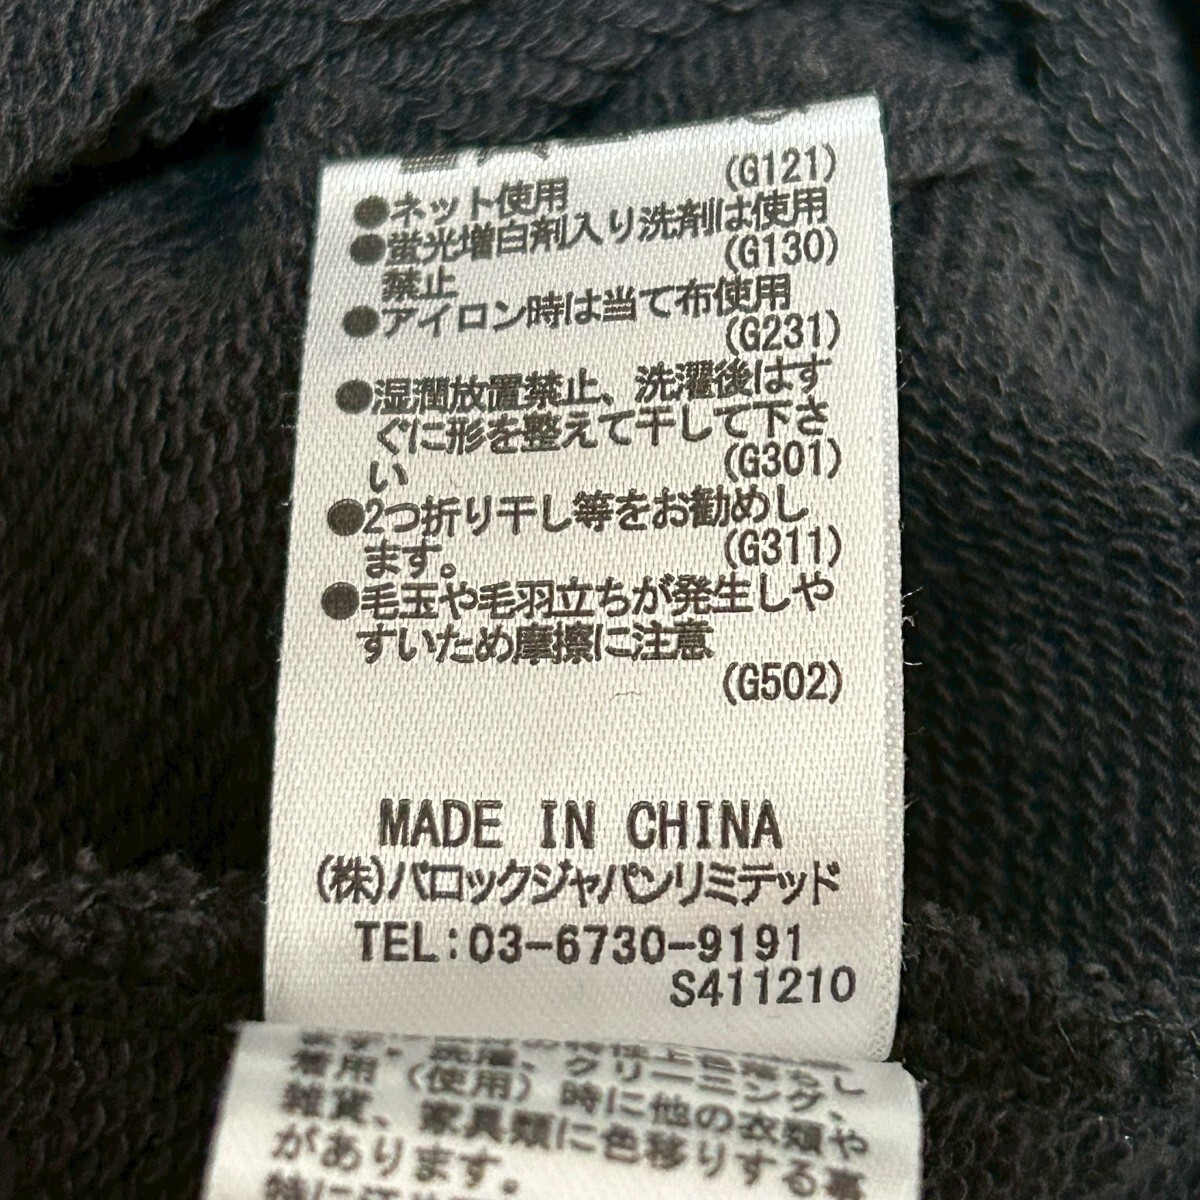 (G121)
●ネット使用
●蛍光増白剤入り洗剤は使用
禁止
(G130)
●アイロン時は当て布使用
(G231)
●湿潤放置禁止、洗濯後はす
ぐに形を整えて干して下さ
い
(G301)
●2つ折り干し等をお勧めし
ます。
(G311)
●毛玉や毛羽立ちが発生しや
すいため摩擦に注意
(G502)
MADE IN CHINA
(株)バロックジャパンリミテッド
TEL:03-6730-9191
S411210
クリーニング、
着用(使用)時に他の衣類や
雑貨、家具類に色移りする事
があります。